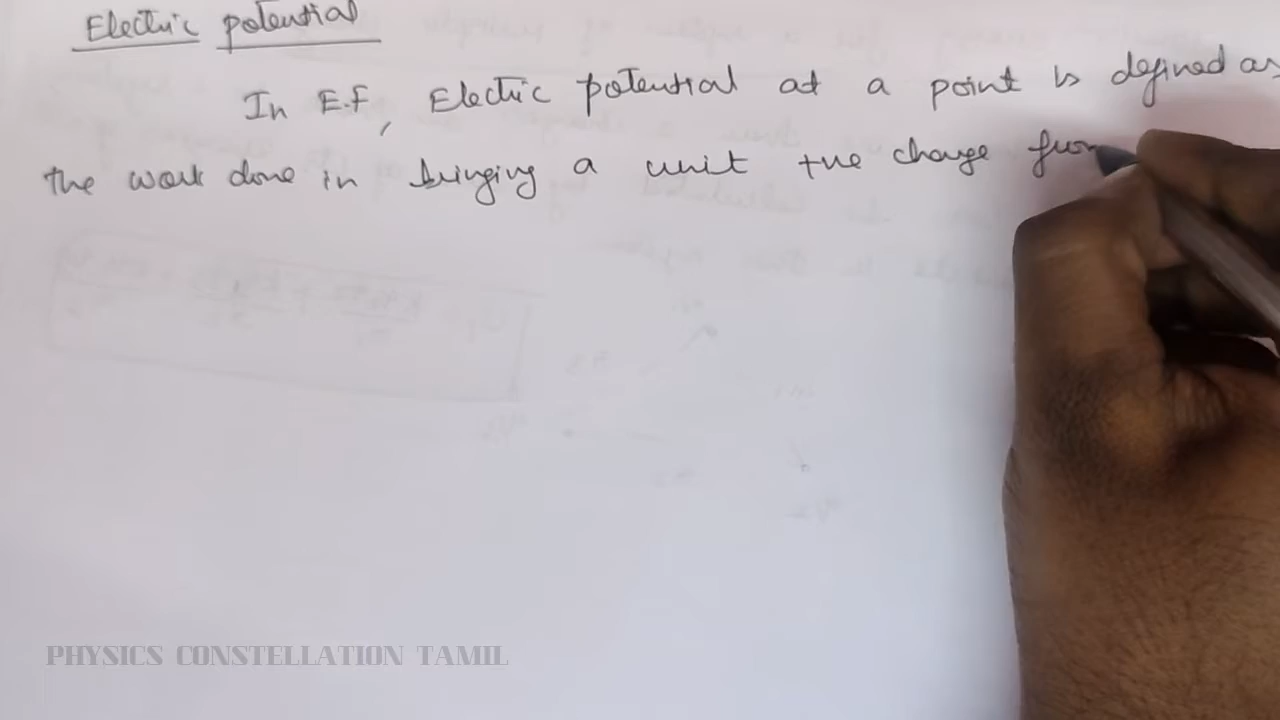 Electric potential
In E.F, Electric potential at a point is defined as
the work done in bringing a unit +ve charge from
PHYSICS CONSTELLATION TAMIL